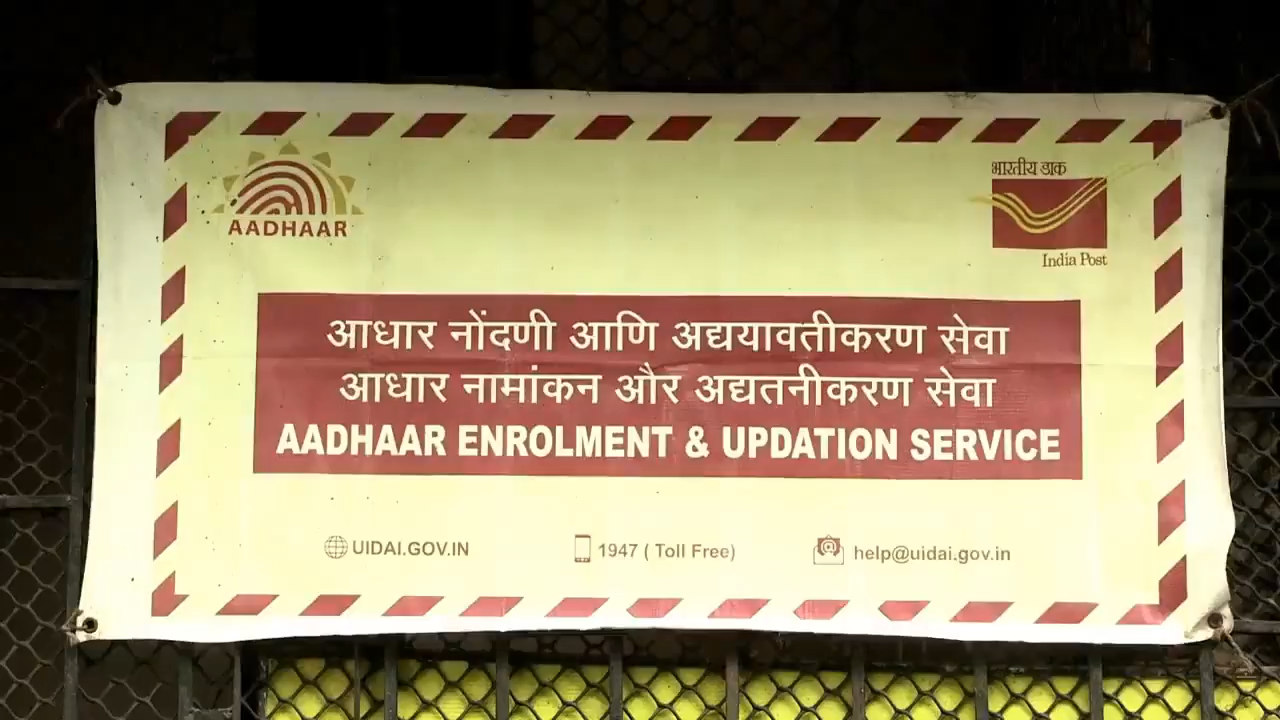 AADHAAR
भारतीय डाक
India Post
आधार नोंदणी आणि अद्ययावतीकरण सेवा
आधार नामांकन और अद्यतनीकरण सेवा
AADHAAR ENROLMENT & UPDATION SERVICE
UIDAI.GOV.IN
1947 ( Toll Free)
help@uidai.gov.in